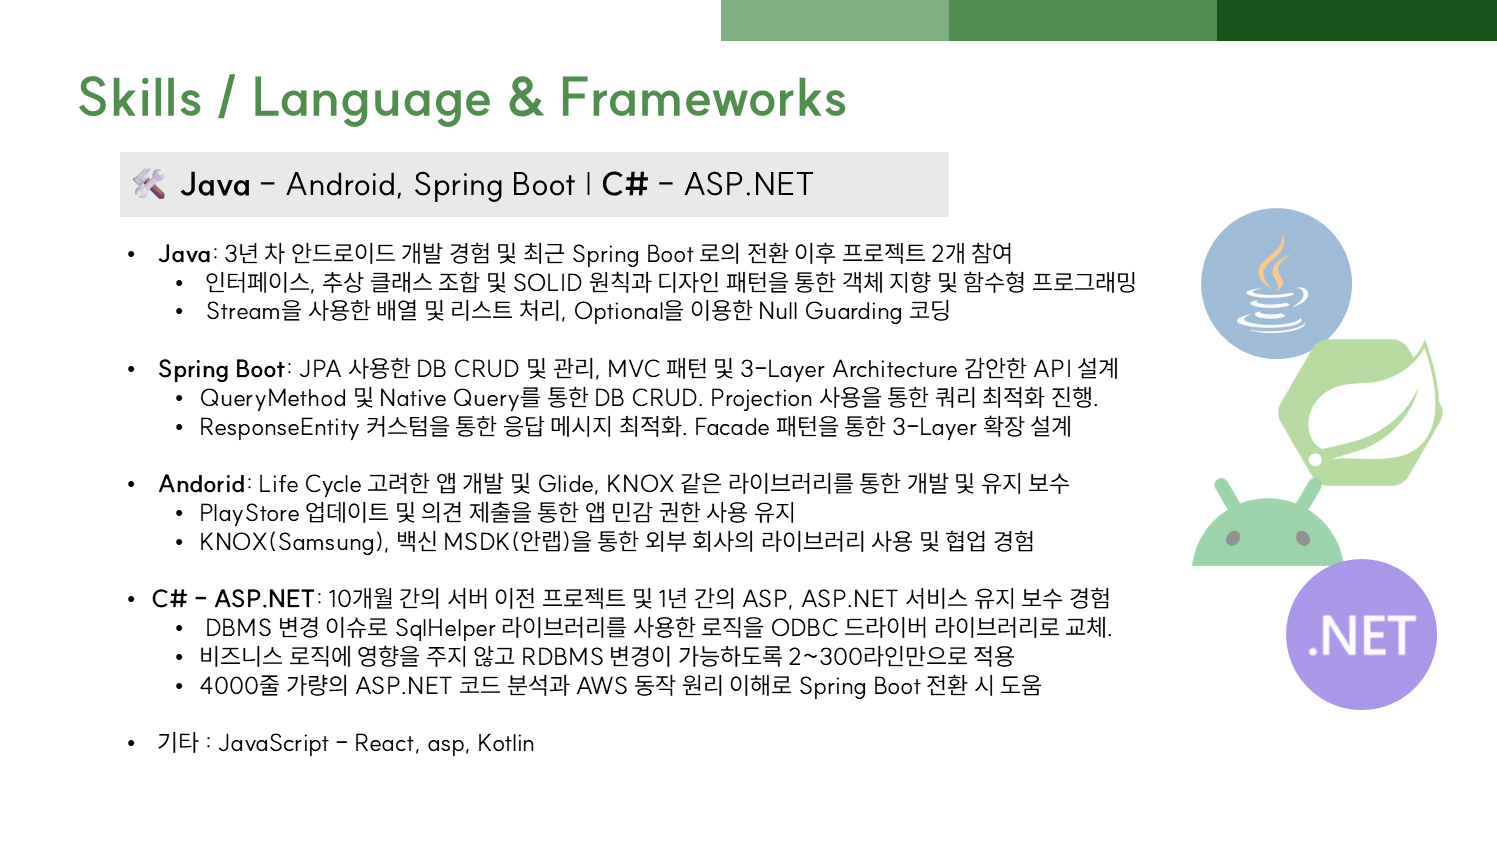 Skills / Language & Frameworks
Java – Android, Spring Boot | C# – ASP.NET
• Java: 3년 차 안드로이드 개발 경험 및 최근 Spring Boot 로의 전환 이후 프로젝트 2개 참여
• 인터페이스, 추상 클래스 조합 및 SOLID 원칙과 디자인 패턴을 통한 객체 지향 및 함수형 프로그래밍
• Stream을 사용한 배열 및 리스트 처리, Optional을 이용한 Null Guarding 코딩
• Spring Boot: JPA 사용한 DB CRUD 및 관리, MVC 패턴 및 3-Layer Architecture 감안한 API 설계
• QueryMethod 및 Native Query를 통한 DB CRUD. Projection 사용을 통한 쿼리 최적화 진행.
• ResponseEntity 커스텀을 통한 응답 메시지 최적화. Facade 패턴을 통한 3-Layer 확장 설계
• Andorid: Life Cycle 고려한 앱 개발 및 Glide, KNOX 같은 라이브러리를 통한 개발 및 유지 보수
• PlayStore 업데이트 및 의견 제출을 통한 앱 민감 권한 사용 유지
• KNOX(Samsung), 백신 MSDK(안랩)을 통한 외부 회사의 라이브러리 사용 및 협업 경험
• C# – ASP.NET: 10개월 간의 서버 이전 프로젝트 및 1년 간의 ASP, ASP.NET 서비스 유지 보수 경험
• DBMS 변경 이슈로 SqlHelper 라이브러리를 사용한 로직을 ODBC 드라이버 라이브러리로 교체.
• 비즈니스 로직에 영향을 주지 않고 RDBMS 변경이 가능하도록 2~300라인만으로 적용
• 4000줄 가량의 ASP.NET 코드 분석과 AWS 동작 원리 이해로 Spring Boot 전환 시 도움
• 기타 : JavaScript – React, asp, Kotlin
.NET